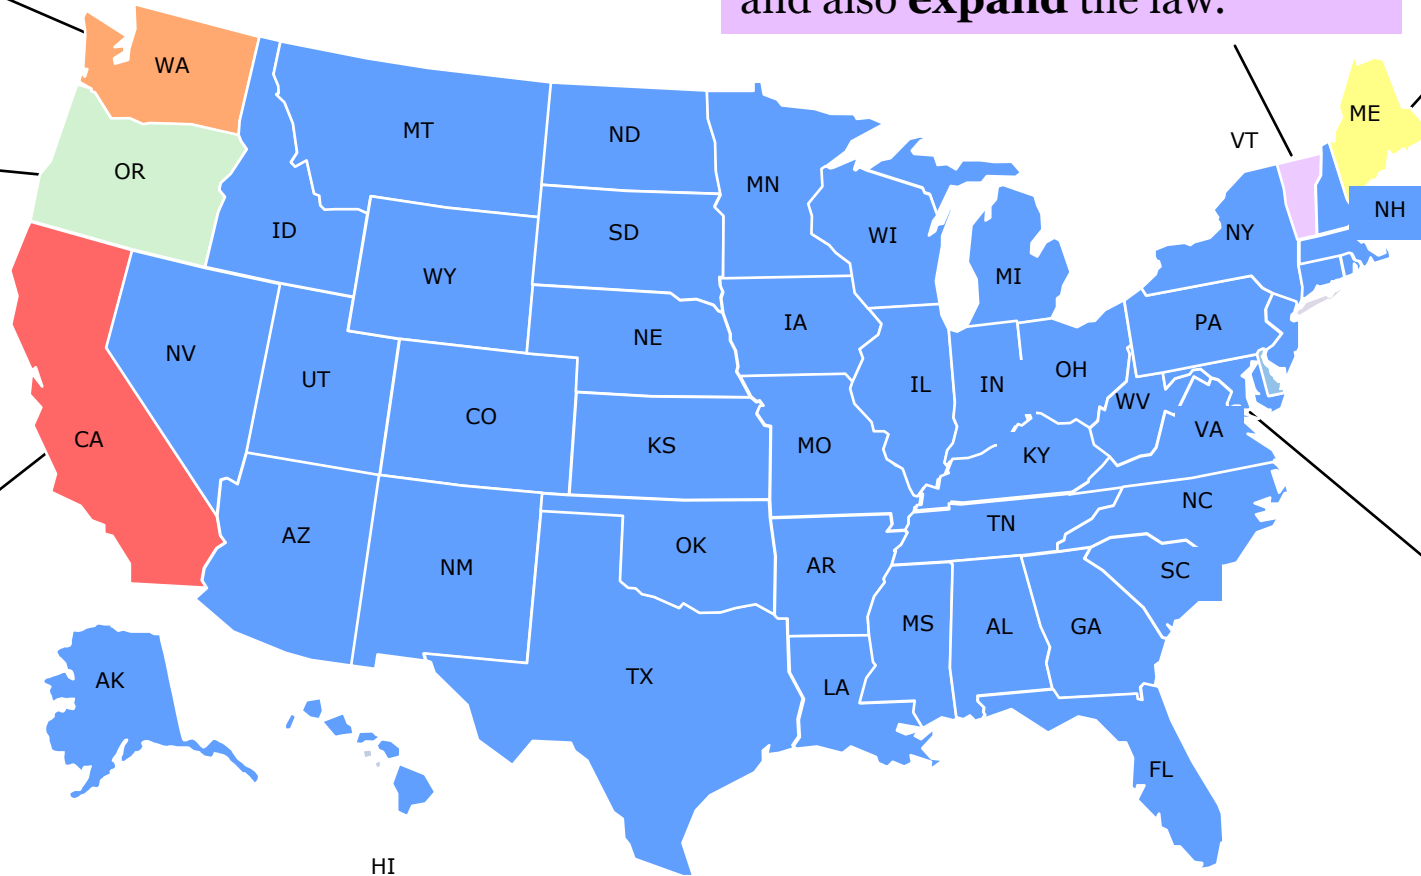 and also expand the law.
WA
ME
MT
ND
VT
OR
MN
NH
ID
SD
WI
NY
WY
MI
IA
PA
NE
NV
UT
OH
IL
IN
CO
WV
CA
KS
MO
VA
KY
NC
TN
AZ
OK
NM
AR
SC
MS
AL
GA
TX
AK
LA
FL
HI